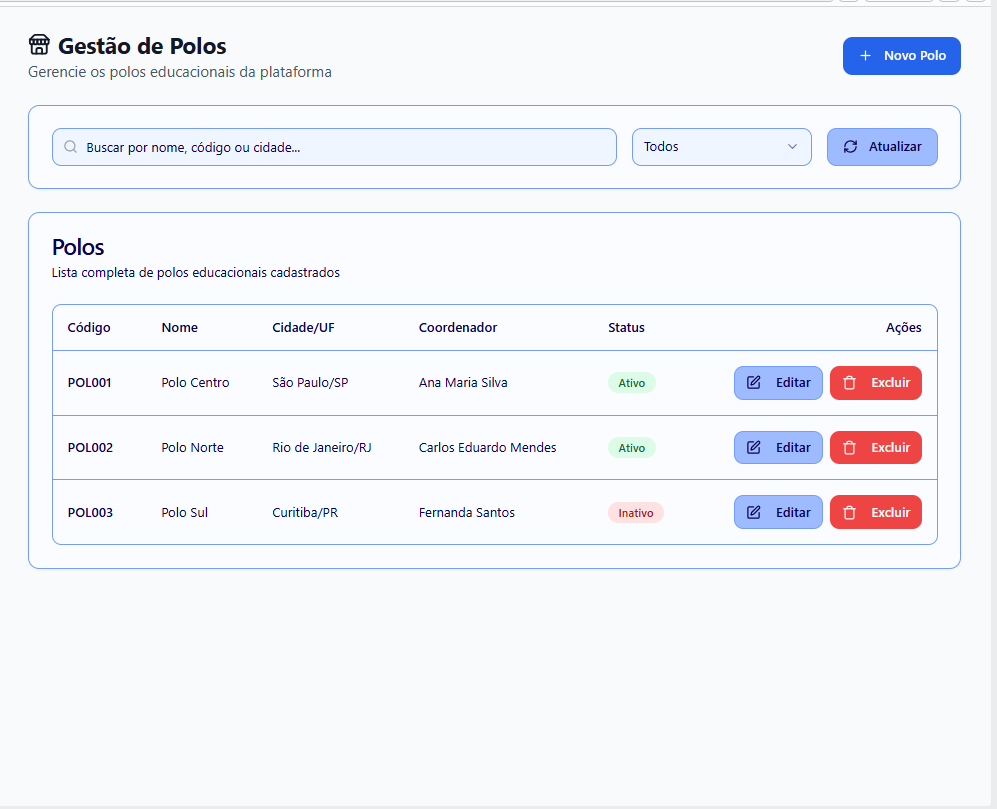 Gestão de Polos
Gerencie os polos educacionais da plataforma
Novo Polo
Buscar por nome, código ou cidade...
Todos
Atualizar
Polos
Lista completa de polos educacionais cadastrados
Código Nome Cidade/UF Coordenador Status Ações
POL001 Polo Centro São Paulo/SP Ana Maria Silva Ativo Editar Excluir
POL002 Polo Norte Rio de Janeiro/RJ Carlos Eduardo Mendes Ativo Editar Excluir
POL003 Polo Sul Curitiba/PR Fernanda Santos Inativo Editar Excluir